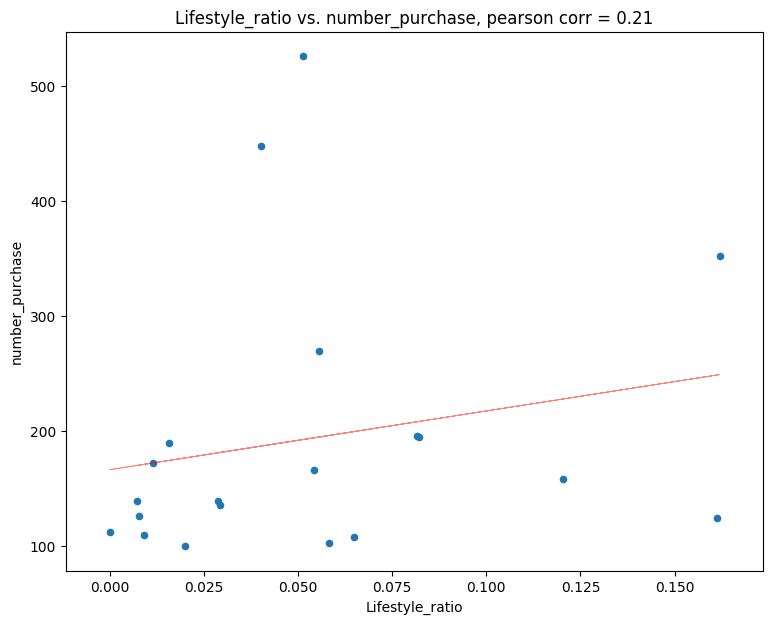 Lifestyle_ratio vs. number_purchase, pearson corr = 0.21
500
400
300
200
100
number_purchase
0.000 0.025 0.050 0.075 0.100 0.125 0.150
Lifestyle_ratio